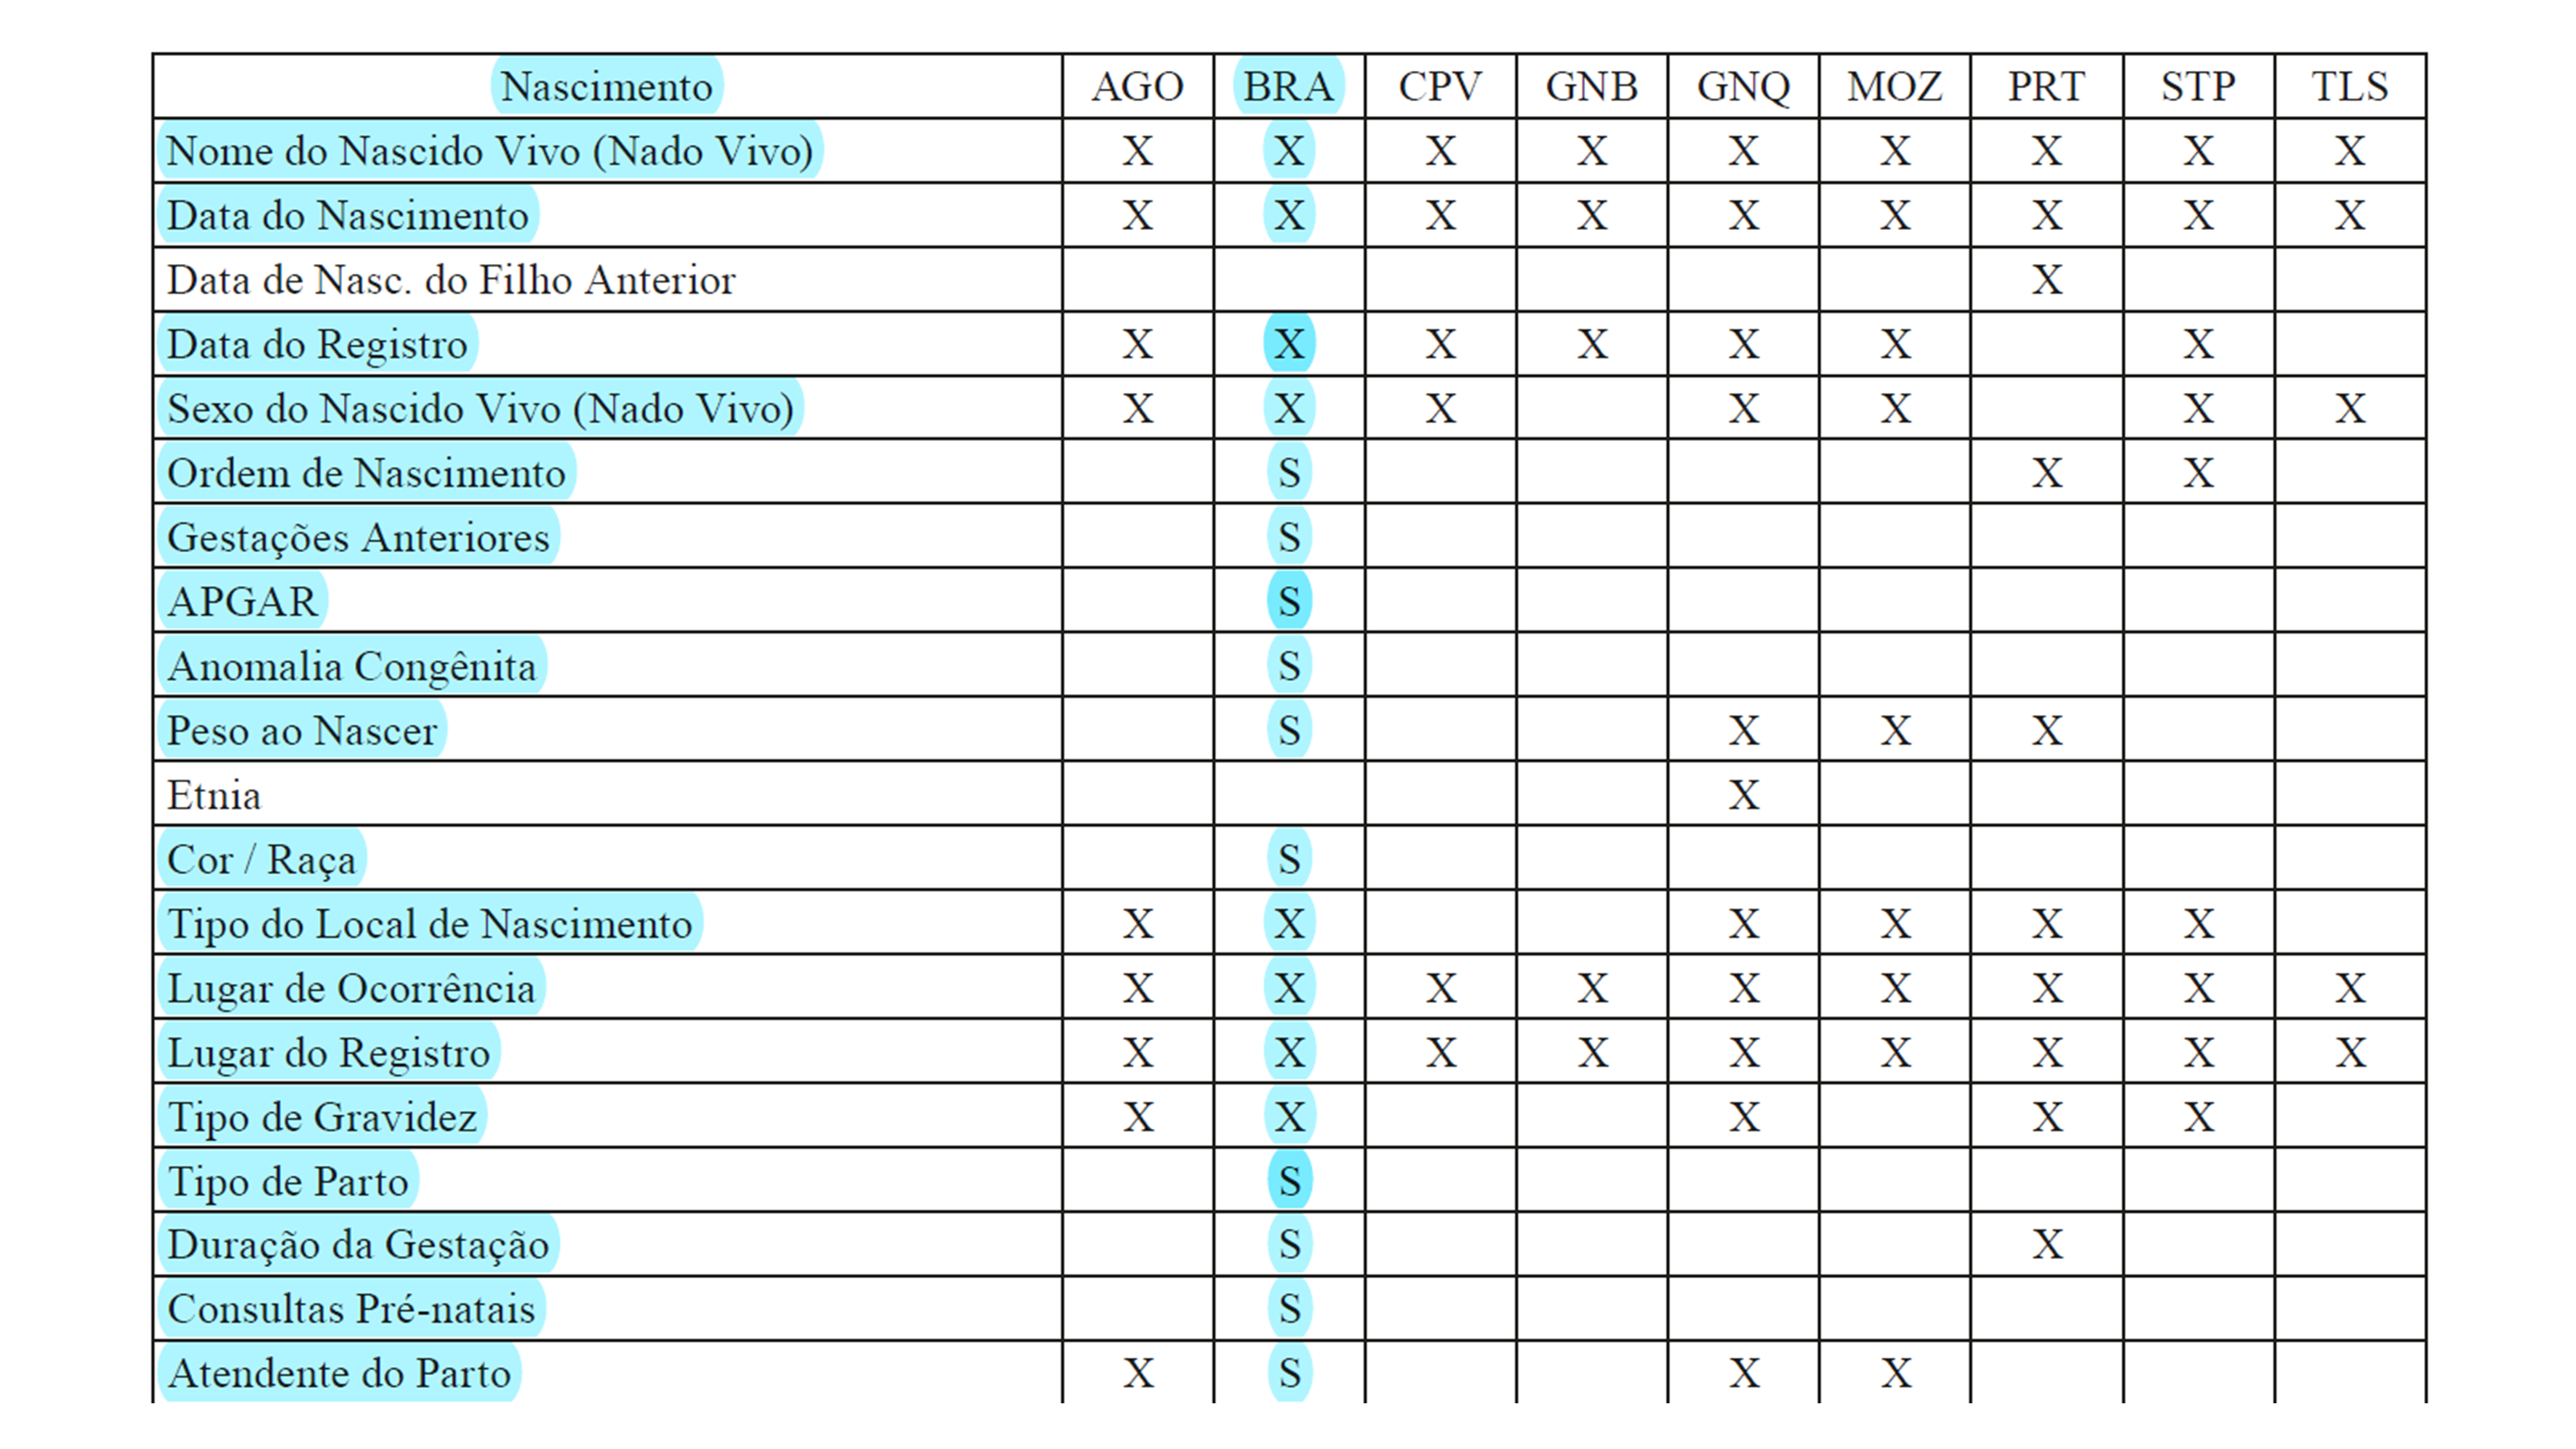 Nascimento AGO BRA CPV GNB GNQ MOZ PRT STP TLS
Nome do Nascido Vivo (Nado Vivo) X X X X X X X X X
Data do Nascimento X X X X X X X X X
Data de Nasc. do Filho Anterior X
Data do Registro X X X X X X X
Sexo do Nascido Vivo (Nado Vivo) X X X X X X X
Ordem de Nascimento S X X
Gestações Anteriores S
APGAR S
Anomalia Congênita S
Peso ao Nascer S X X X
Etnia X
Cor / Raça S
Tipo do Local de Nascimento X X X X X X
Lugar de Ocorrência X X X X X X X X X
Lugar do Registro X X X X X X X X X
Tipo de Gravidez X X X X X
Tipo de Parto S
Duração da Gestação S X
Consultas Pré-natais S
Atendente do Parto X S X X